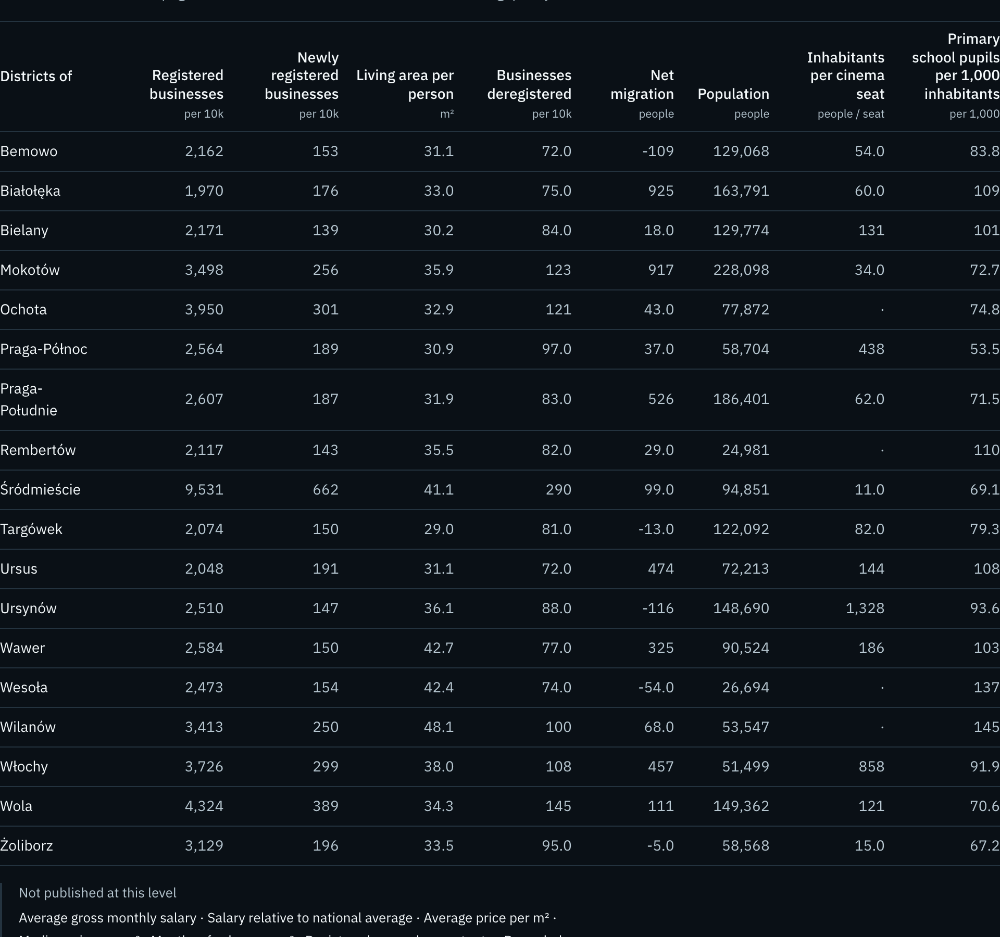 Districts of	Registered businesses per 10k	Newly registered businesses per 10k	Living area per person m²	Businesses deregistered per 10k	Net migration people	Population people	Inhabitants per cinema seat people / seat	Primary school pupils per 1,000 inhabitants per 1,000
Bemowo	2,162	153	31.1	72.0	-109	129,068	54.0	83.8
Białołęka	1,970	176	33.0	75.0	925	163,791	60.0	109
Bielany	2,171	139	30.2	84.0	18.0	129,774	131	101
Mokotów	3,498	256	35.9	123	917	228,098	34.0	72.7
Ochota	3,950	301	32.9	121	43.0	77,872	·	74.8
Praga-Północ	2,564	189	30.9	97.0	37.0	58,704	438	53.5
Praga-Południe	2,607	187	31.9	83.0	526	186,401	62.0	71.5
Rembertów	2,117	143	35.5	82.0	29.0	24,981	·	110
Śródmieście	9,531	662	41.1	290	99.0	94,851	11.0	69.1
Targówek	2,074	150	29.0	81.0	-13.0	122,092	82.0	79.3
Ursus	2,048	191	31.1	72.0	474	72,213	144	108
Ursynów	2,510	147	36.1	88.0	-116	148,690	1,328	93.6
Wawer	2,584	150	42.7	77.0	325	90,524	186	103
Wesoła	2,473	154	42.4	74.0	-54.0	26,694	·	137
Wilanów	3,413	250	48.1	100	68.0	53,547	·	145
Włochy	3,726	299	38.0	108	457	51,499	858	91.9
Wola	4,324	389	34.3	145	111	149,362	121	70.6
Żoliborz	3,129	196	33.5	95.0	-5.0	58,568	15.0	67.2
Not published at this level
Average gross monthly salary · Salary relative to national average · Average price per m² ·